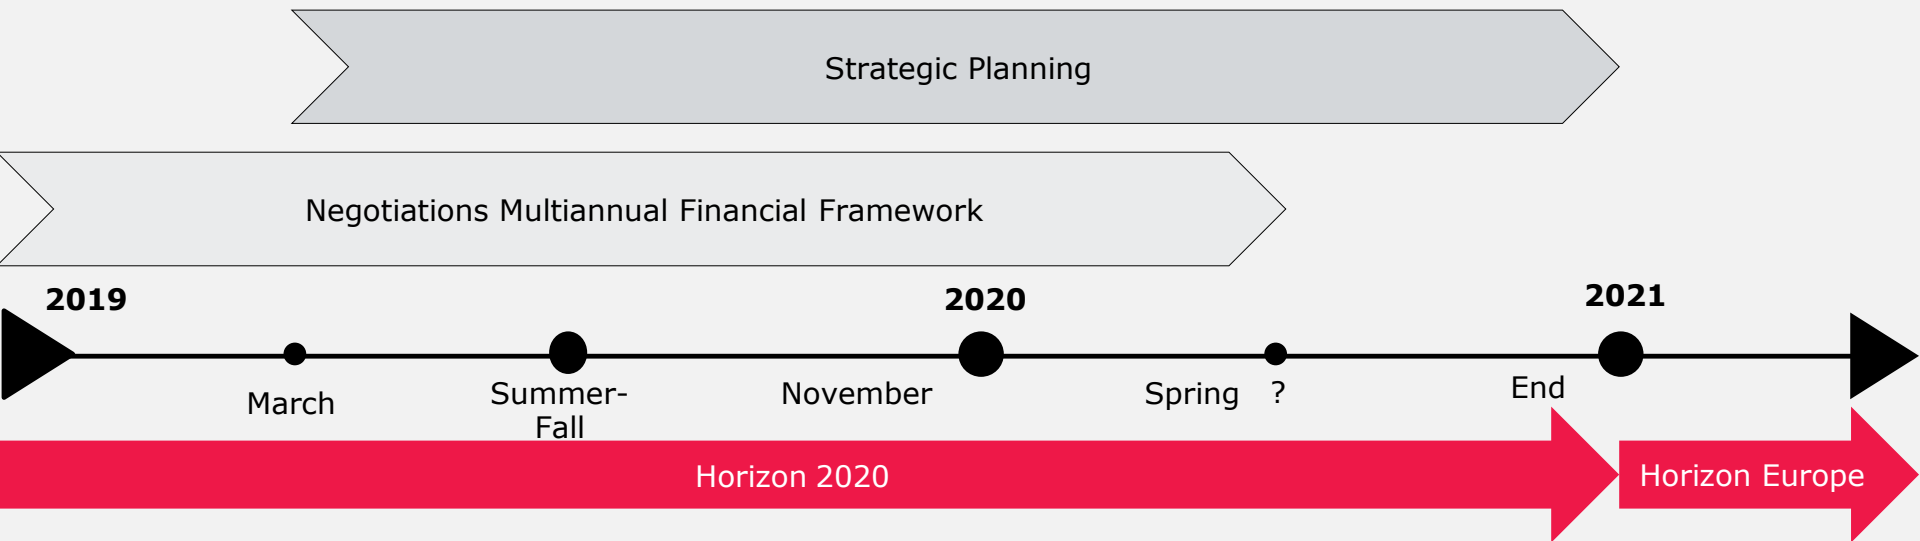 Strategic Planning
Negotiations Multiannual Financial Framework
2019
2020
2021
March
Summer-
Fall
November
Spring ?
End
Horizon 2020
Horizon Europe